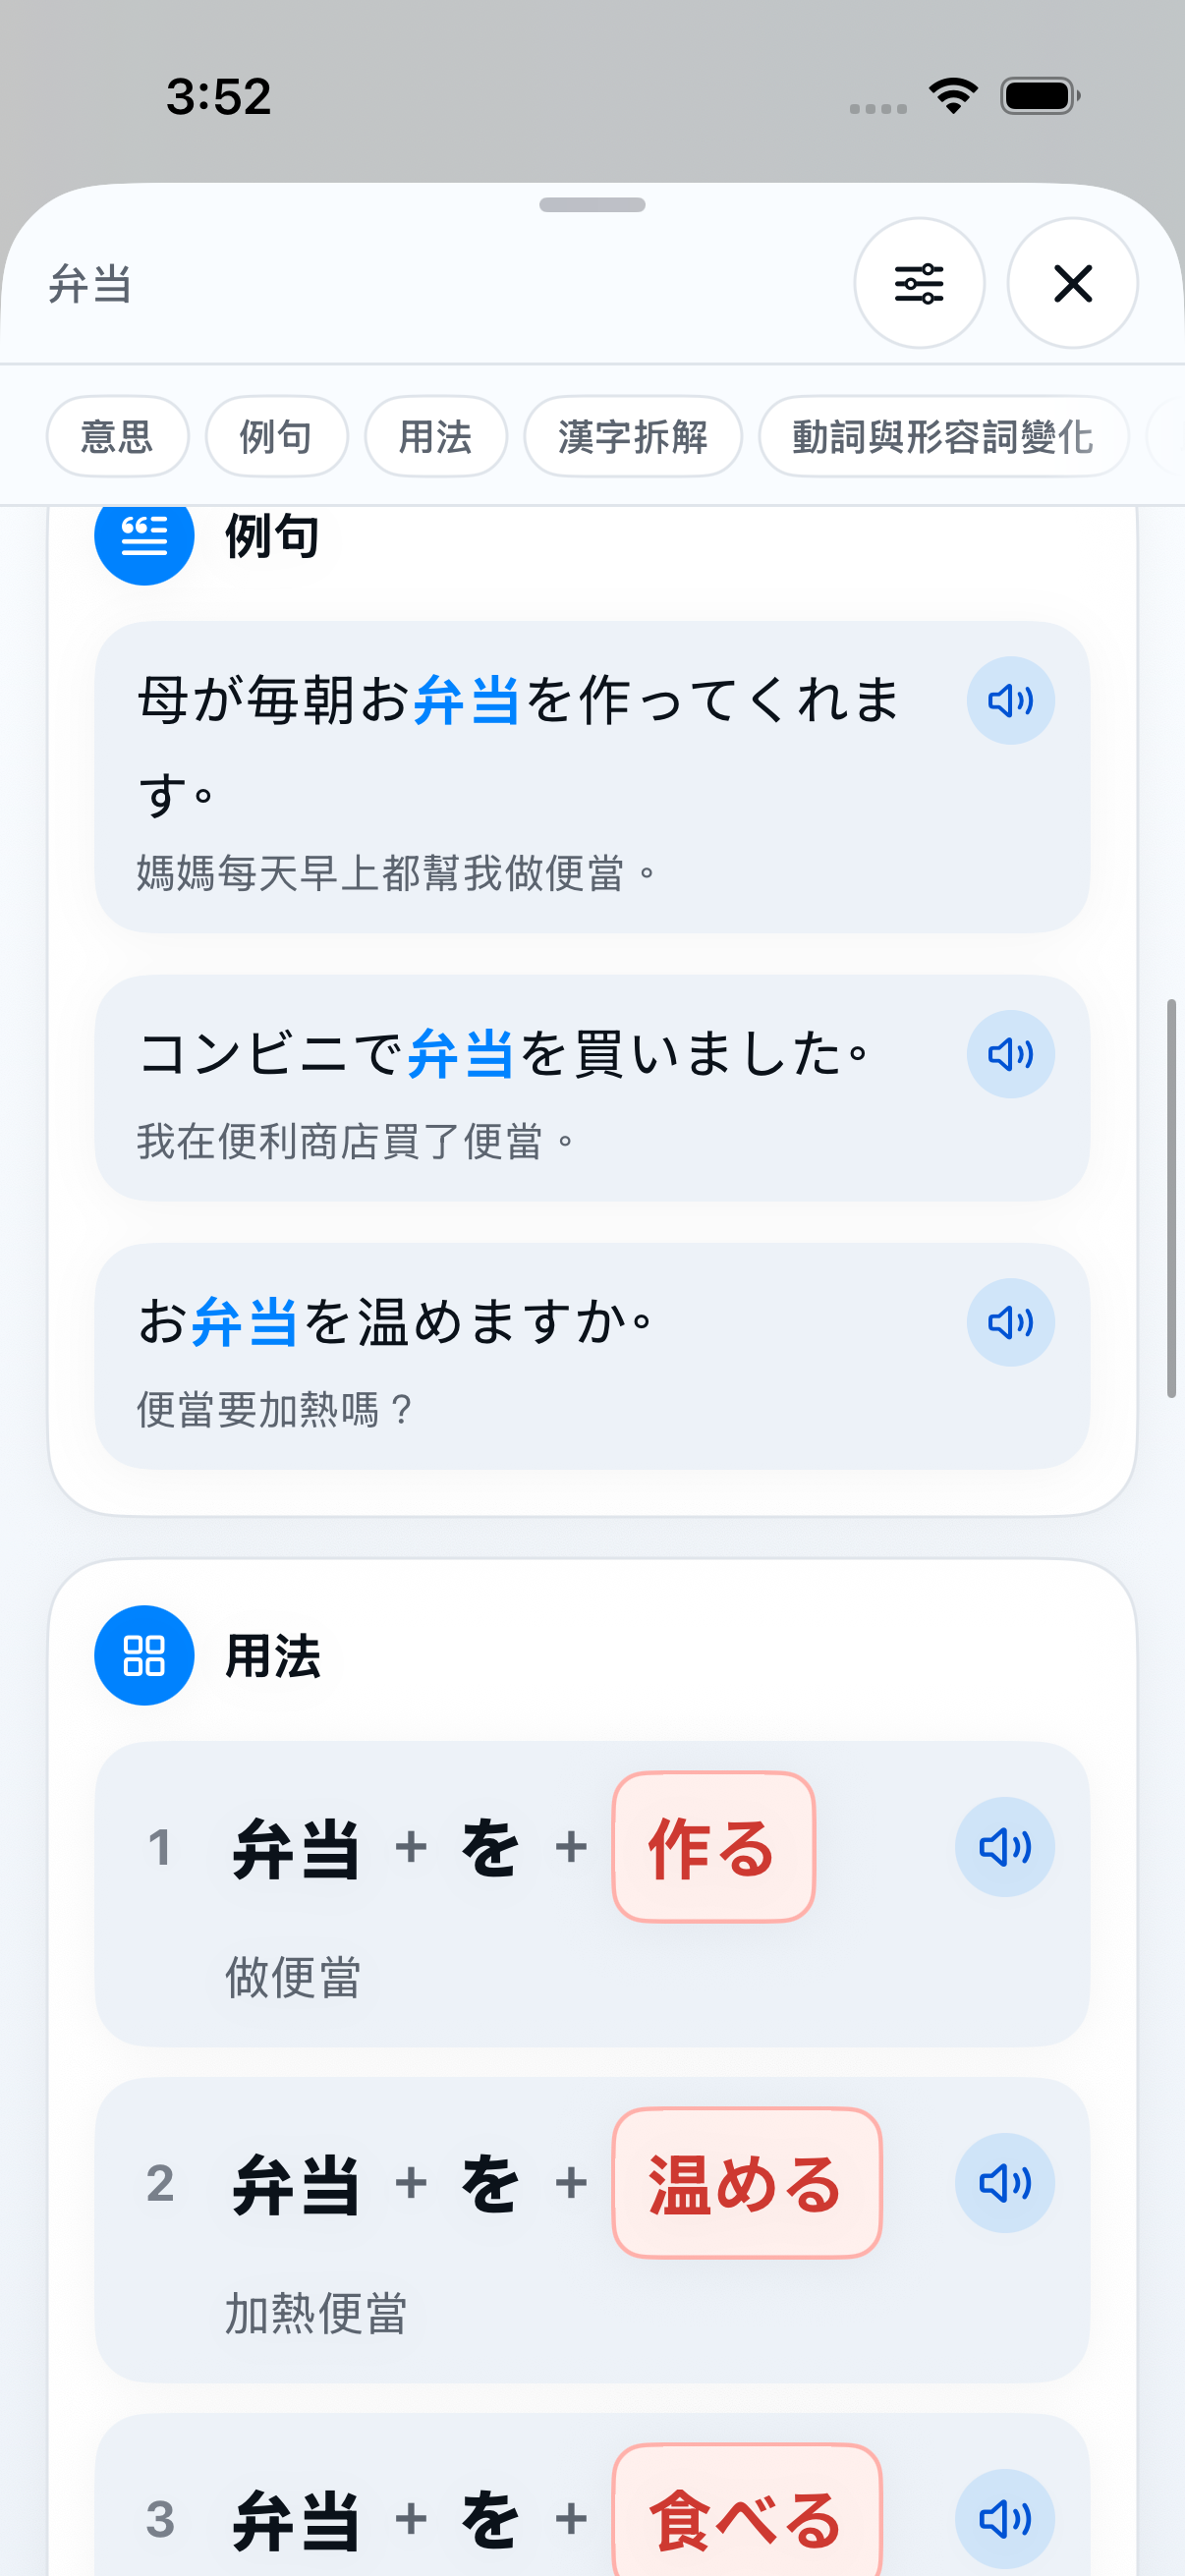 3:52
弁当
意思
例句
用法
漢字拆解
動詞與形容詞變化
例句
母が毎朝お弁当を作ってくれま
す。
媽媽每天早上都幫我做便當。
コンビニで弁当を買いました。
我在便利商店買了便當。
お弁当を温めますか。
便當要加熱嗎？
用法
1 弁当 + を + 作る
做便當
2 弁当 + を + 温める
加熱便當
3 弁当 + を + 食べる